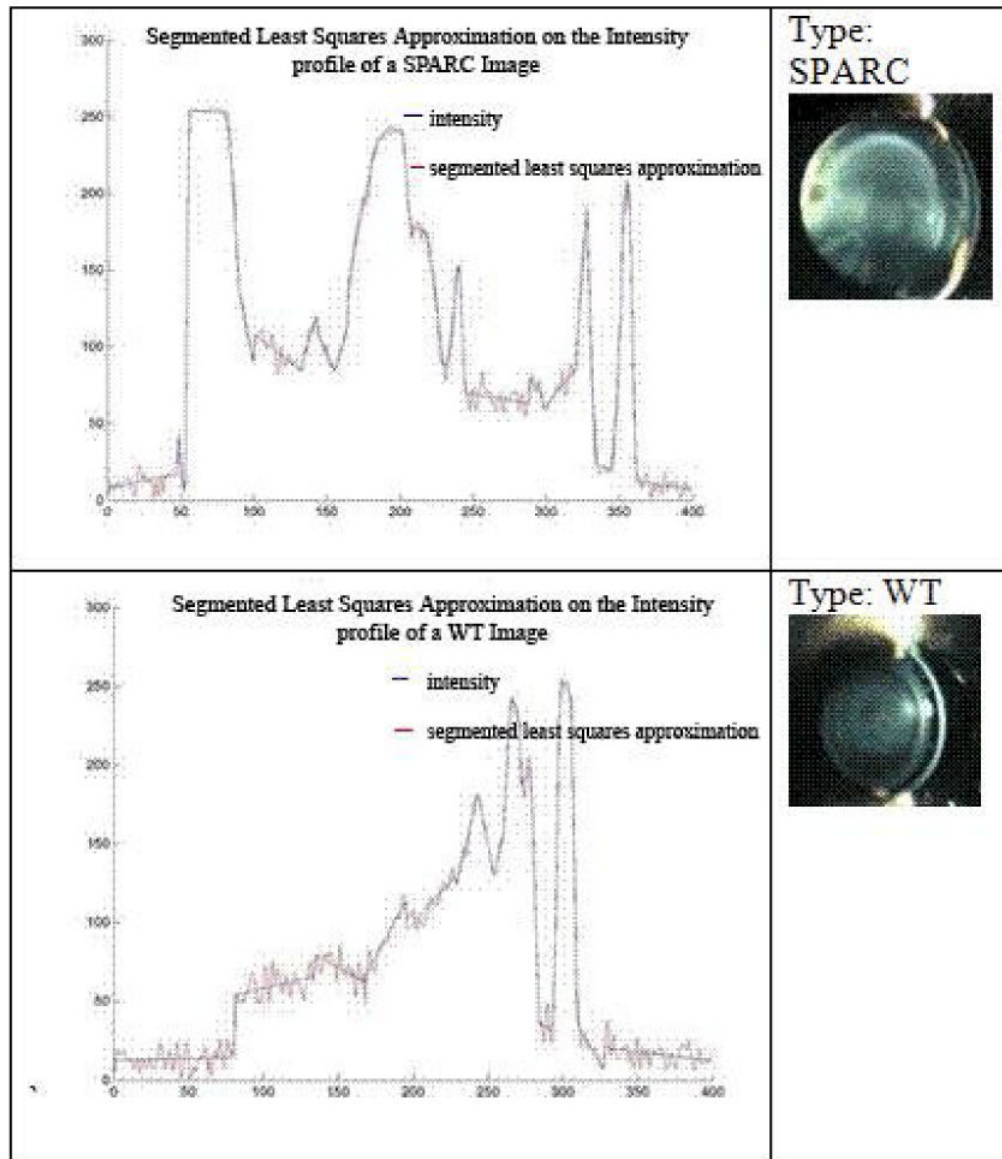 Segmented Least Squares Approximation on the Intensity
profile of a SPARC Image
intensity
segmented least squares approximation
300
250
200
150
100
50
0
0 50 100 150 200 250 300 350 400
Type:
SPARC
Segmented Least Squares Approximation on the Intensity
profile of a WT Image
intensity
segmented least squares approximation
300
250
200
150
100
50
0
0 50 100 150 200 250 300 350 400
Type: WT